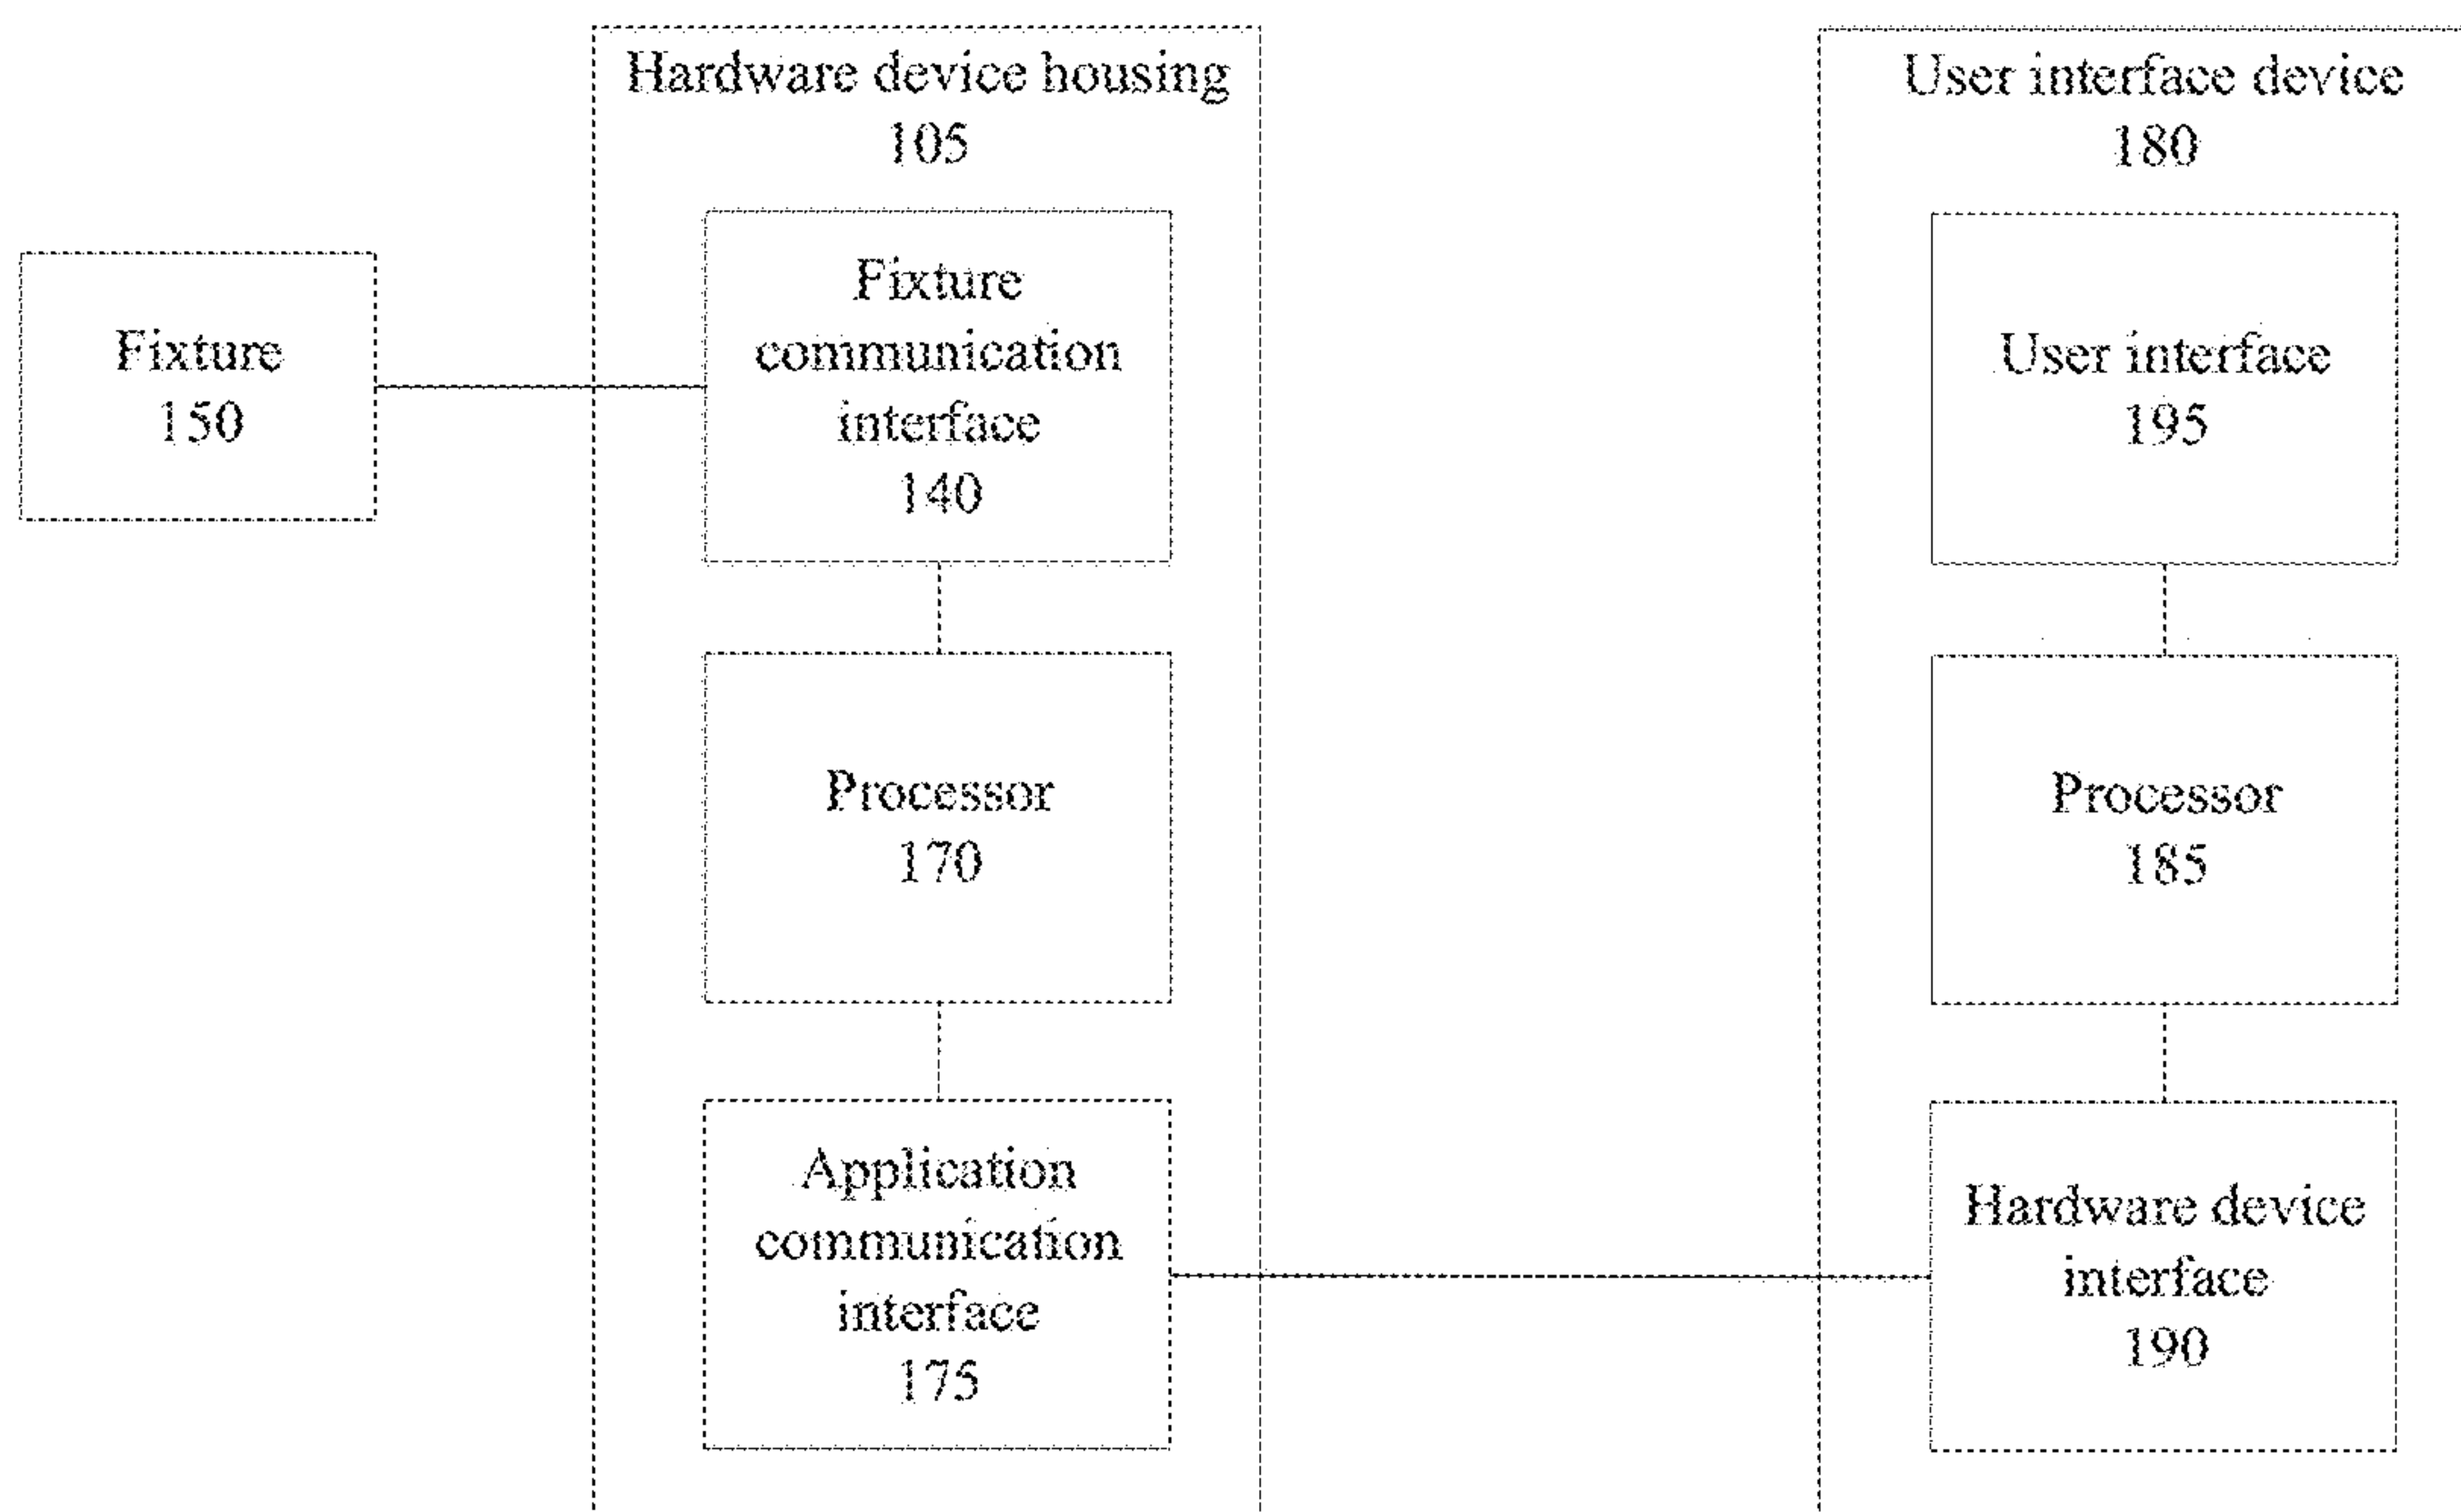 Hardware device housing
105
User interface device
180
Fixture
150
Fixture
communication
interface
140
User interface
195
Processor
170
Processor
185
Application
communication
interface
175
Hardware device
interface
190